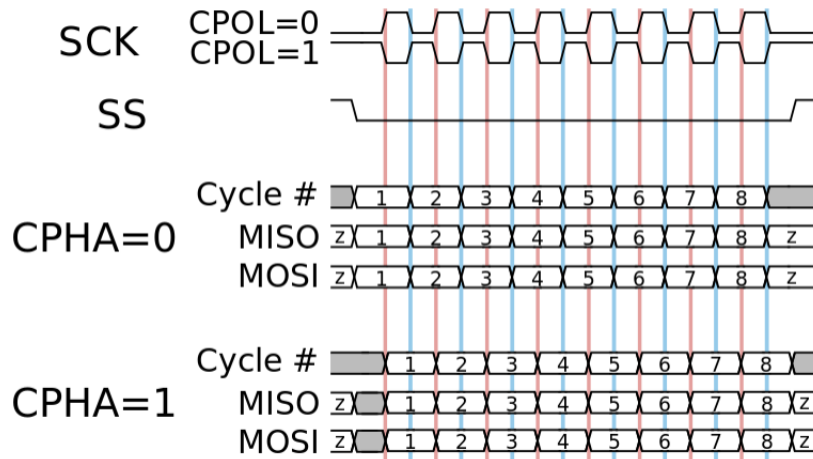 SCK CPOL=0
CPOL=1
SS
Cycle # 1 2 3 4 5 6 7 8
CPHA=0 MISO z 1 2 3 4 5 6 7 8 z
MOSI z 1 2 3 4 5 6 7 8 z
Cycle # 1 2 3 4 5 6 7 8
CPHA=1 MISO z 1 2 3 4 5 6 7 8 z
MOSI z 1 2 3 4 5 6 7 8 z